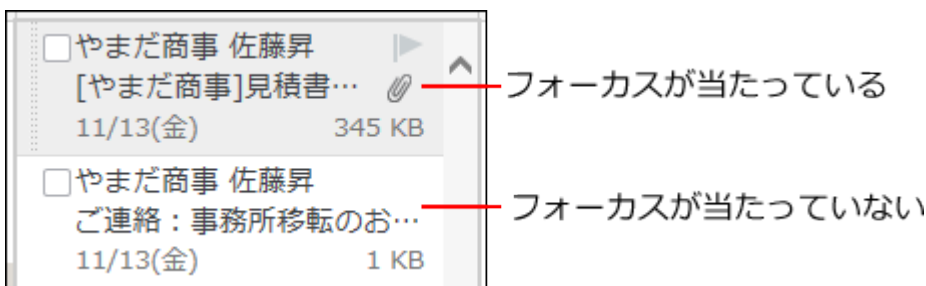 やまだ商事 佐藤昇
[やまだ商事]見積書…
11/13(金) 345 KB
フォーカスが当たっている
やまだ商事 佐藤昇
ご連絡：事務所移転のお…
11/13(金) 1 KB
フォーカスが当たっていない